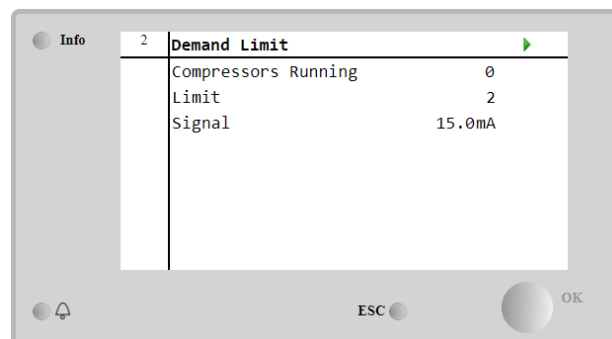 Info
2 Demand Limit
Compressors Running 0
Limit 2
Signal 15.0mA
ESC OK